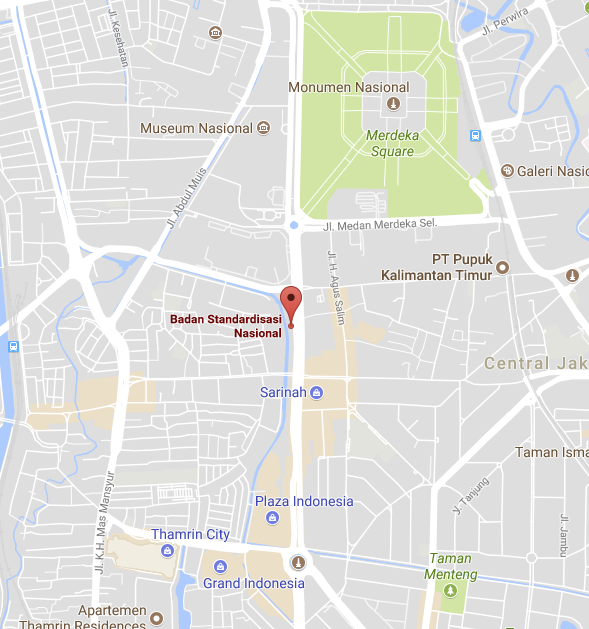 Jl. Kesehatan
Jl. Perwira
Monumen Nasional
Museum Nasional
Merdeka
Square
Galeri Nasio
Jl. Abdul Muis
Jl. Medan Merdeka Sel.
PT Pupuk
Kalimantan Timur
Jl. H. Agus Salim
Badan Standardisasi
Nasional
Central Jak
Sarinah
Taman Isma
Jl. K.H. Mas Mansyur
Plaza Indonesia
Jl. Tanjung
Thamrin City
Jl. Jambu
Grand Indonesia
Taman
Menteng
Apartemen
Thamrin Residences